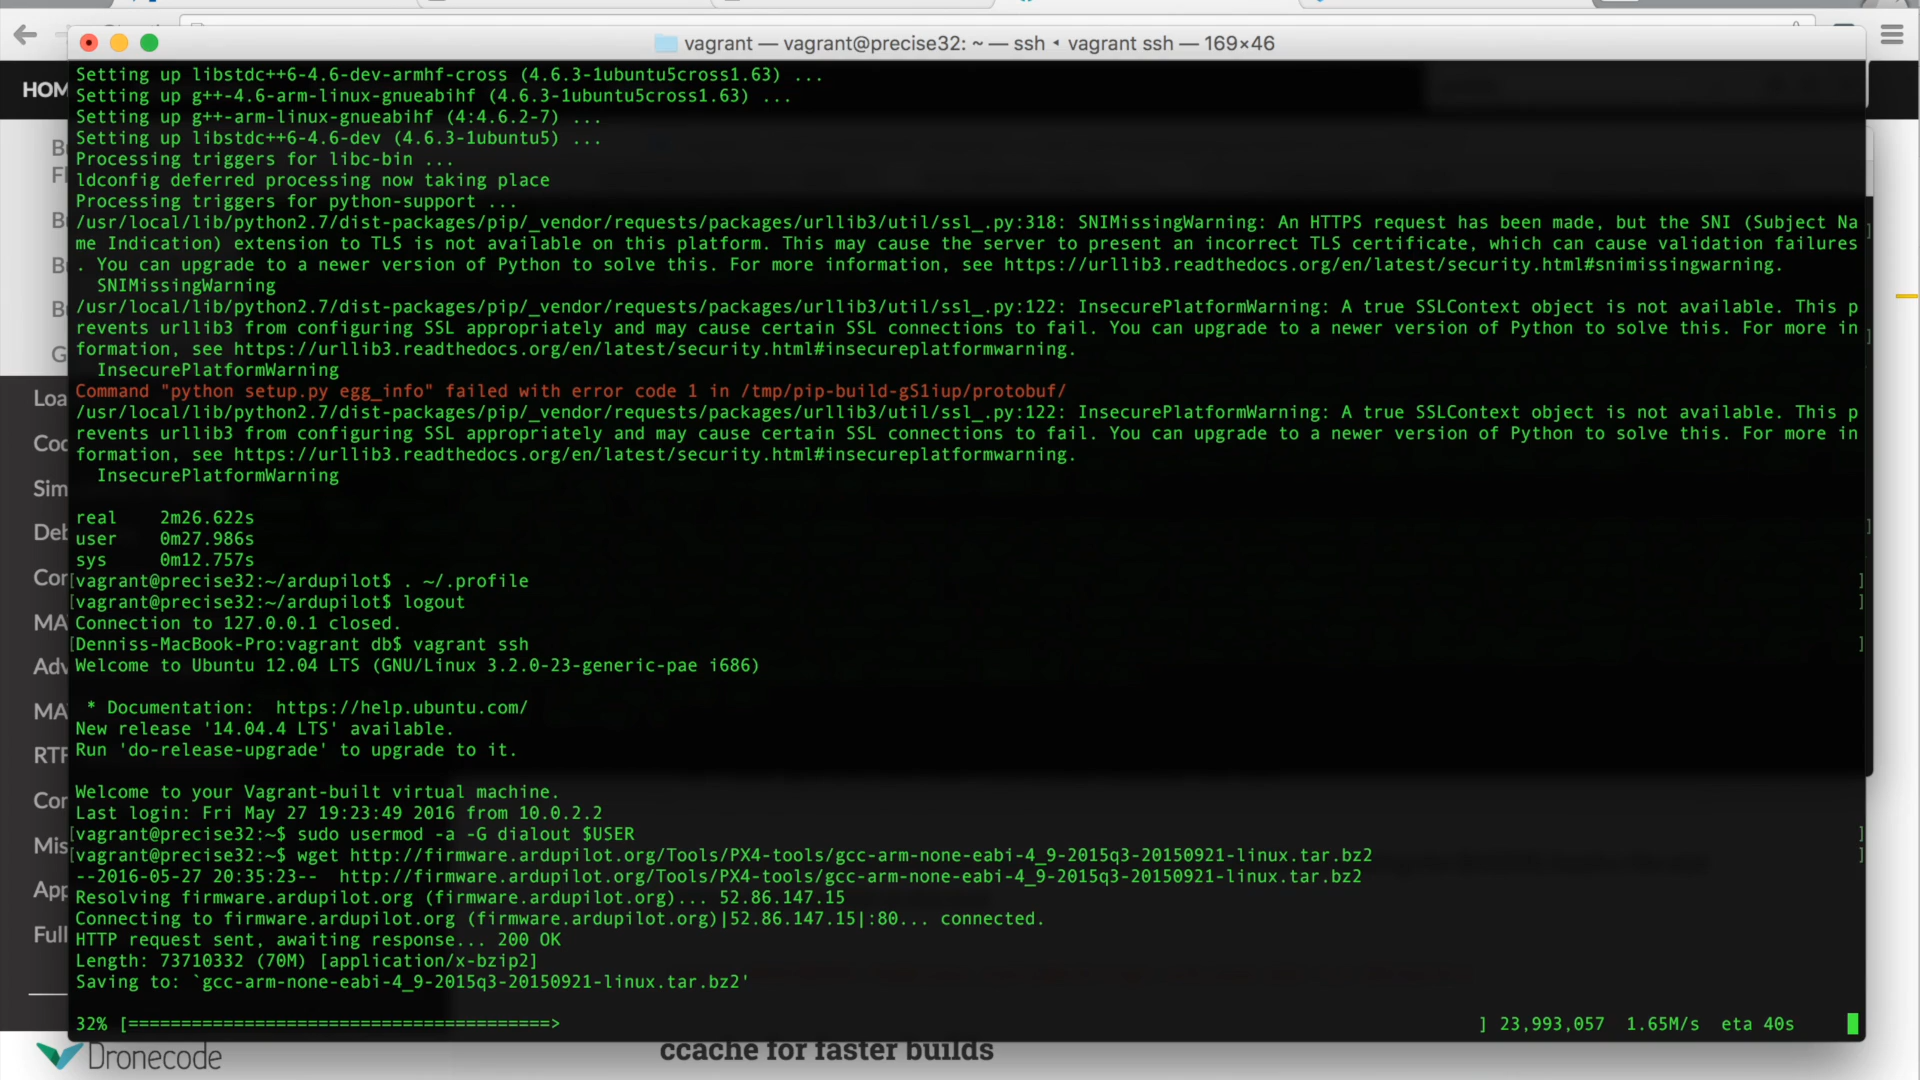 vagrant — vagrant@precise32: ~ — ssh ◂ vagrant ssh — 169×46
Setting up libstdc++6-4.6-dev-armhf-cross (4.6.3-1ubuntu5cross1.63) ...
Setting up g++-4.6-arm-linux-gnueabihf (4.6.3-1ubuntu5cross1.63) ...
Setting up g++-arm-linux-gnueabihf (4:4.6.2-7) ...
Setting up libstdc++6-4.6-dev (4.6.3-1ubuntu5) ...
Processing triggers for libc-bin ...
ldconfig deferred processing now taking place
Processing triggers for python-support ...
/usr/local/lib/python2.7/dist-packages/pip/_vendor/requests/packages/urllib3/util/ssl_.py:318: SNIMissingWarning: An HTTPS request has been made, but the SNI (Subject Na
me Indication) extension to TLS is not available on this platform. This may cause the server to present an incorrect TLS certificate, which can cause validation failures
. You can upgrade to a newer version of Python to solve this. For more information, see https://urllib3.readthedocs.org/en/latest/security.html#snimissingwarning.
SNIMissingWarning
/usr/local/lib/python2.7/dist-packages/pip/_vendor/requests/packages/urllib3/util/ssl_.py:122: InsecurePlatformWarning: A true SSLContext object is not available. This p
revents urllib3 from configuring SSL appropriately and may cause certain SSL connections to fail. You can upgrade to a newer version of Python to solve this. For more in
formation, see https://urllib3.readthedocs.org/en/latest/security.html#insecureplatformwarning.
InsecurePlatformWarning
Command "python setup.py egg_info" failed with error code 1 in /tmp/pip-build-gS1iup/protobuf/
/usr/local/lib/python2.7/dist-packages/pip/_vendor/requests/packages/urllib3/util/ssl_.py:122: InsecurePlatformWarning: A true SSLContext object is not available. This p
revents urllib3 from configuring SSL appropriately and may cause certain SSL connections to fail. You can upgrade to a newer version of Python to solve this. For more in
formation, see https://urllib3.readthedocs.org/en/latest/security.html#insecureplatformwarning.
InsecurePlatformWarning
real 2m26.622s
user 0m27.986s
sys 0m12.757s
[vagrant@precise32:~/ardupilot$ . ~/.profile ]
[vagrant@precise32:~/ardupilot$ logout ]
Connection to 127.0.0.1 closed.
[Denniss-MacBook-Pro:vagrant db$ vagrant ssh ]
Welcome to Ubuntu 12.04 LTS (GNU/Linux 3.2.0-23-generic-pae i686)
* Documentation: https://help.ubuntu.com/
New release '14.04.4 LTS' available.
Run 'do-release-upgrade' to upgrade to it.
Welcome to your Vagrant-built virtual machine.
Last login: Fri May 27 19:23:49 2016 from 10.0.2.2
[vagrant@precise32:~$ sudo usermod -a -G dialout $USER ]
[vagrant@precise32:~$ wget http://firmware.ardupilot.org/Tools/PX4-tools/gcc-arm-none-eabi-4_9-2015q3-20150921-linux.tar.bz2 ]
--2016-05-27 20:35:23-- http://firmware.ardupilot.org/Tools/PX4-tools/gcc-arm-none-eabi-4_9-2015q3-20150921-linux.tar.bz2
Resolving firmware.ardupilot.org (firmware.ardupilot.org)... 52.86.147.15
Connecting to firmware.ardupilot.org (firmware.ardupilot.org)|52.86.147.15|:80... connected.
HTTP request sent, awaiting response... 200 OK
Length: 73710332 (70M) [application/x-bzip2]
Saving to: `gcc-arm-none-eabi-4_9-2015q3-20150921-linux.tar.bz2'
32% [========================================> ] 23,993,057 1.65M/s eta 40s
HOM
B
Fl
B
B
B
G
Loa
Coo
Sim
Deb
Con
MA
Adv
MA
RTF
Con
Mis
App
Full
Dronecode
ccache for faster builds